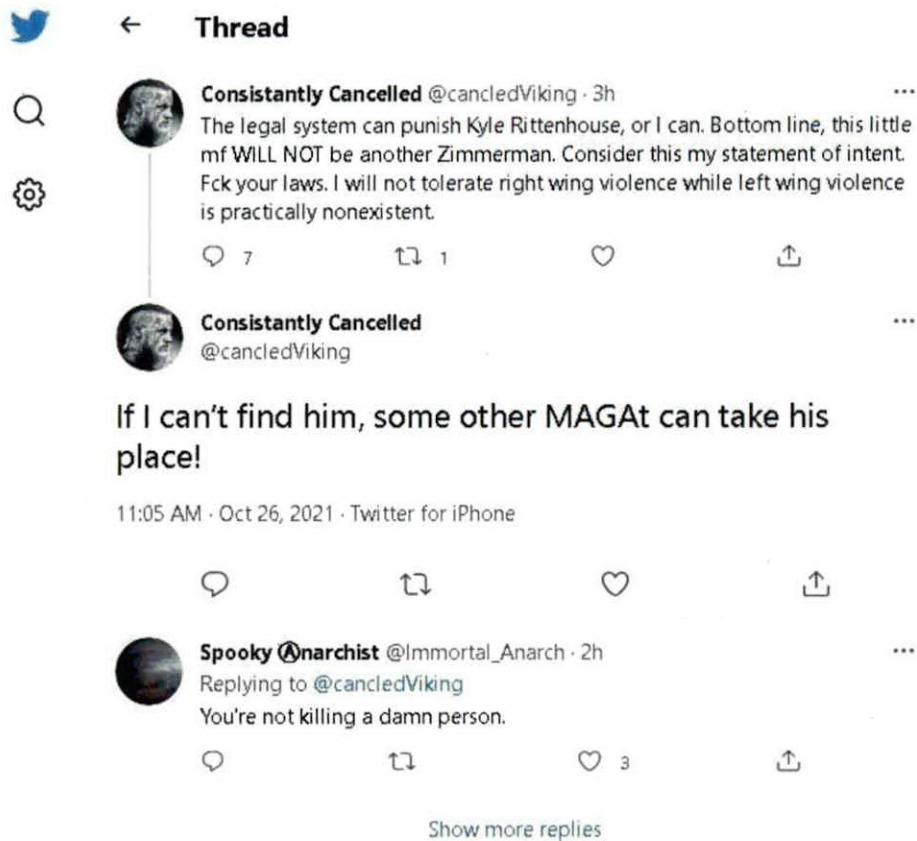 Thread
Consistantly Cancelled @cancledViking · 3h
The legal system can punish Kyle Rittenhouse, or I can. Bottom line, this little
mf WILL NOT be another Zimmerman. Consider this my statement of intent.
Fck your laws. I will not tolerate right wing violence while left wing violence
is practically nonexistent.
7 1
Consistantly Cancelled
@cancledViking
If I can't find him, some other MAGAt can take his
place!
11:05 AM · Oct 26, 2021 · Twitter for iPhone
Spooky Ⓐnarchist @Immortal_Anarch · 2h
Replying to @cancledViking
You're not killing a damn person.
3
Show more replies